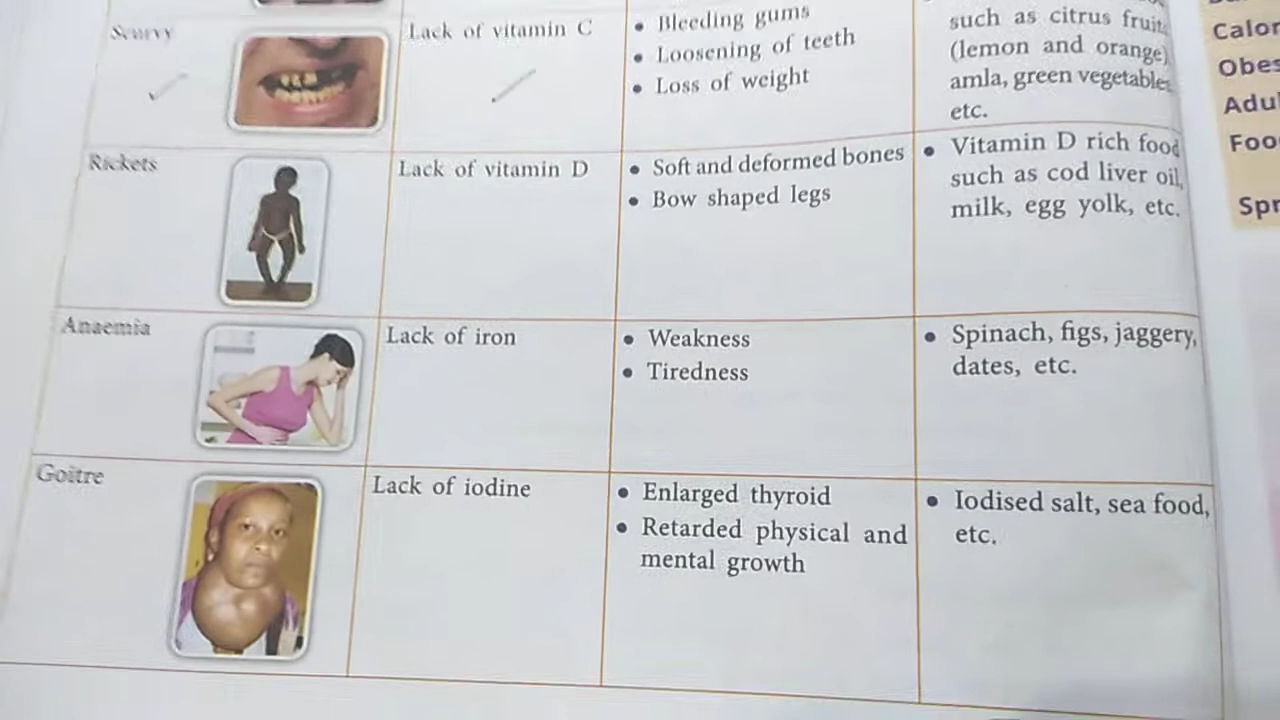 Scurvy
Lack of vitamin C
• Bleeding gums
• Loosening of teeth
• Loss of weight
such as citrus fruits
(lemon and orange)
amla, green vegetables
etc.
Rickets
Lack of vitamin D
• Soft and deformed bones
• Bow shaped legs
• Vitamin D rich food
such as cod liver oil,
milk, egg yolk, etc.
Anaemia
Lack of iron
• Weakness
• Tiredness
• Spinach, figs, jaggery,
dates, etc.
Goitre
Lack of iodine
• Enlarged thyroid
• Retarded physical and
mental growth
• Iodised salt, sea food,
etc.
Calor
Obes
Adul
Foo
Spr